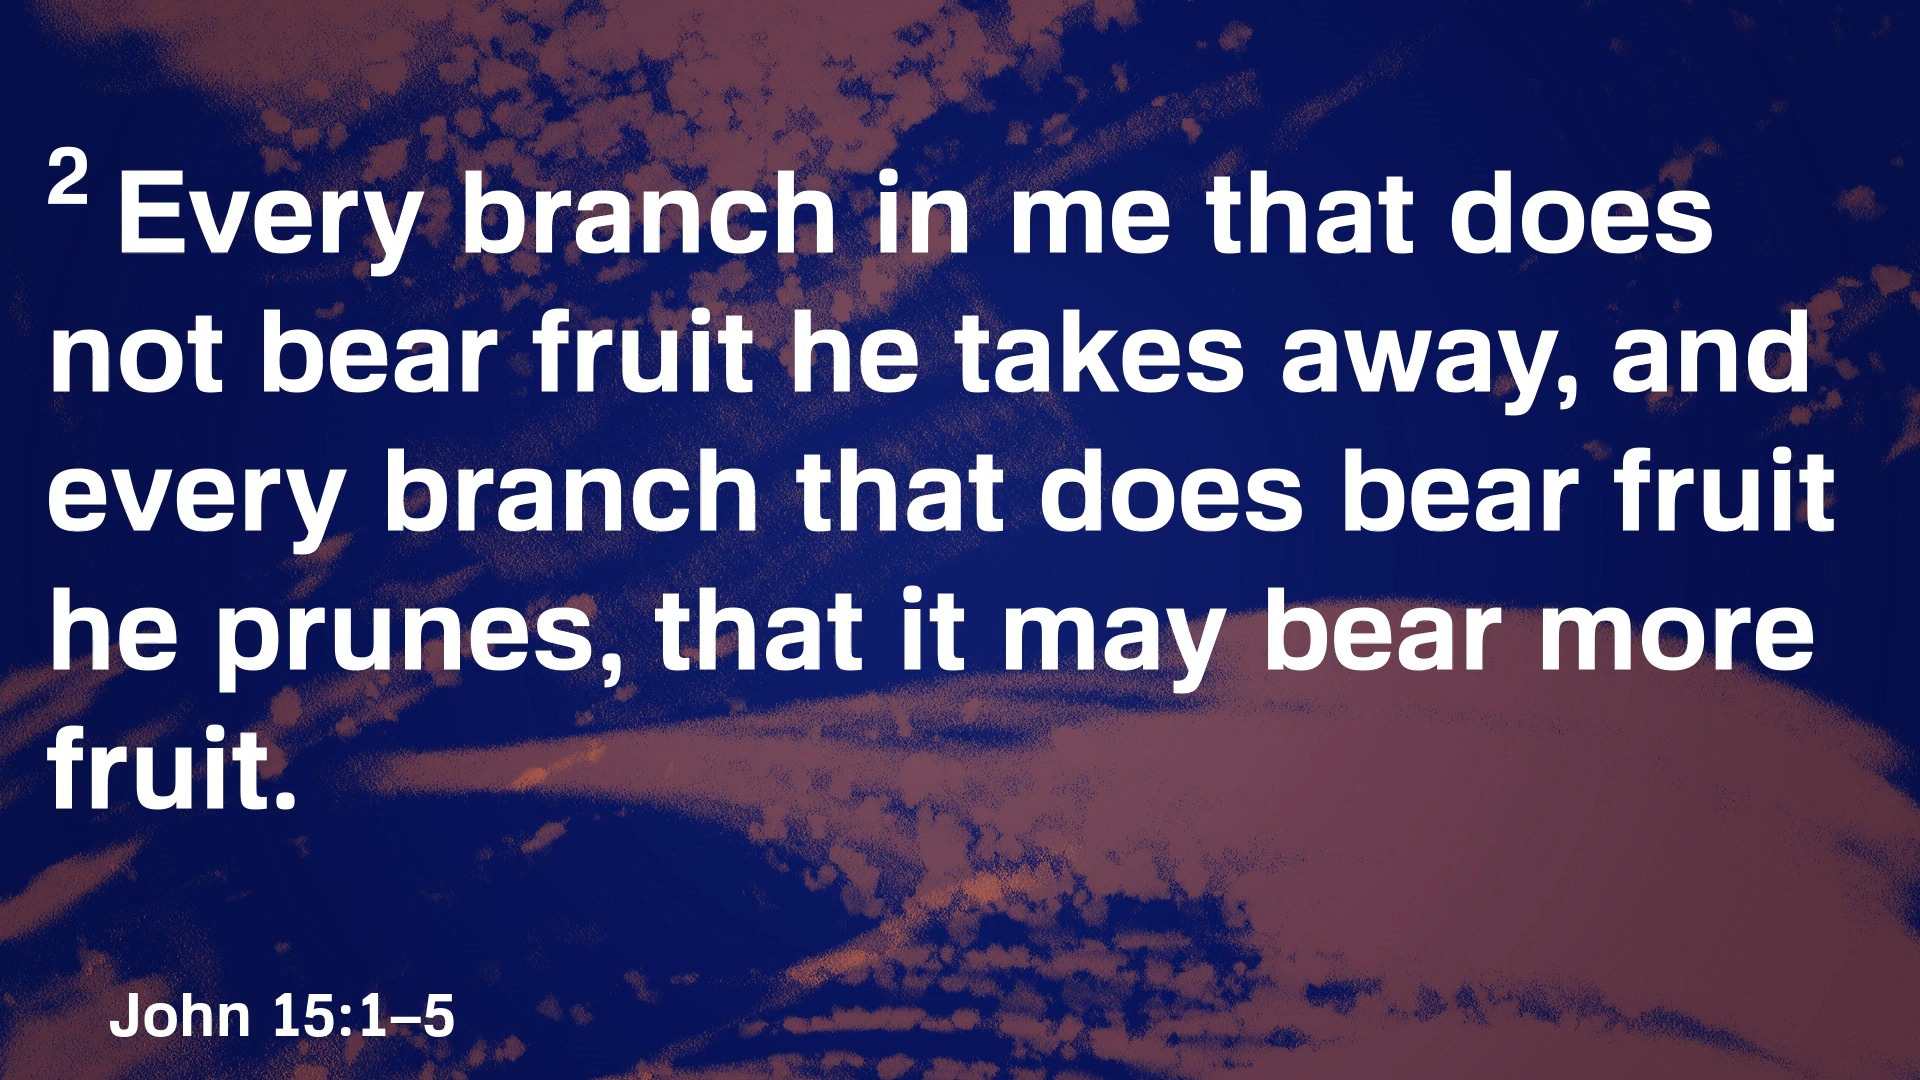 2 Every branch in me that does
not bear fruit he takes away, and
every branch that does bear fruit
he prunes, that it may bear more
fruit.
John 15:1–5